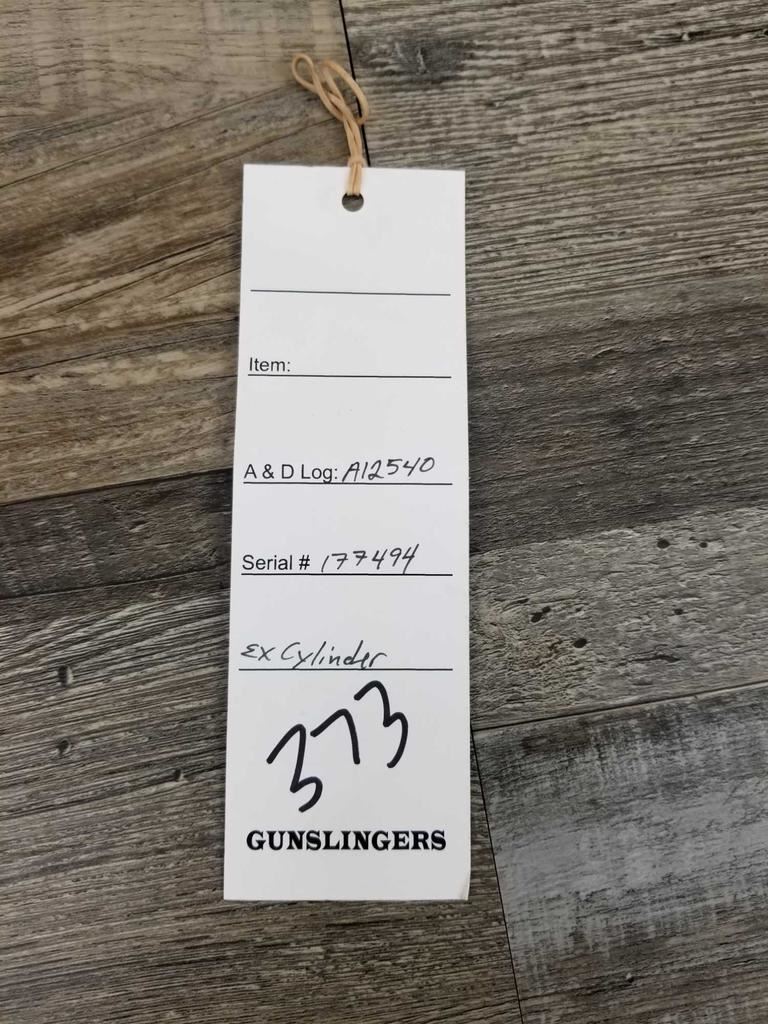 Item:
A & D Log: A12540
Serial # 177494
Ex Cylinder
373
GUNSLINGERS